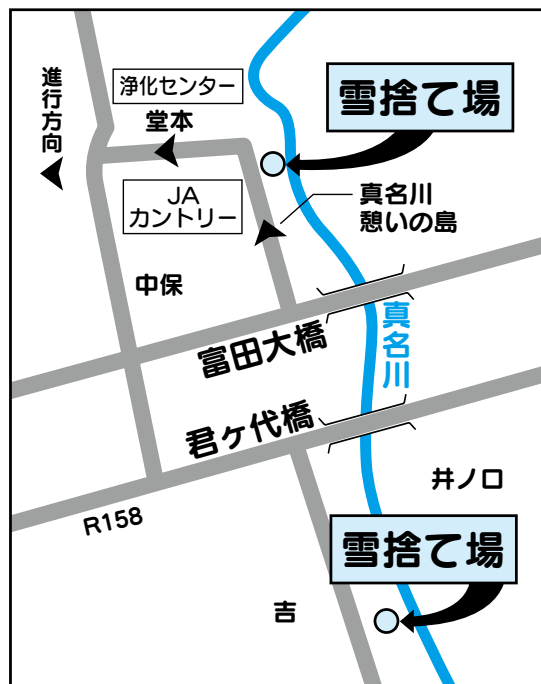 進行方向
浄化センター
堂本
雪捨て場
JA
カントリー
真名川
憩いの島
中保
富田大橋
真名川
君ヶ代橋
井ノ口
R158
雪捨て場
吉